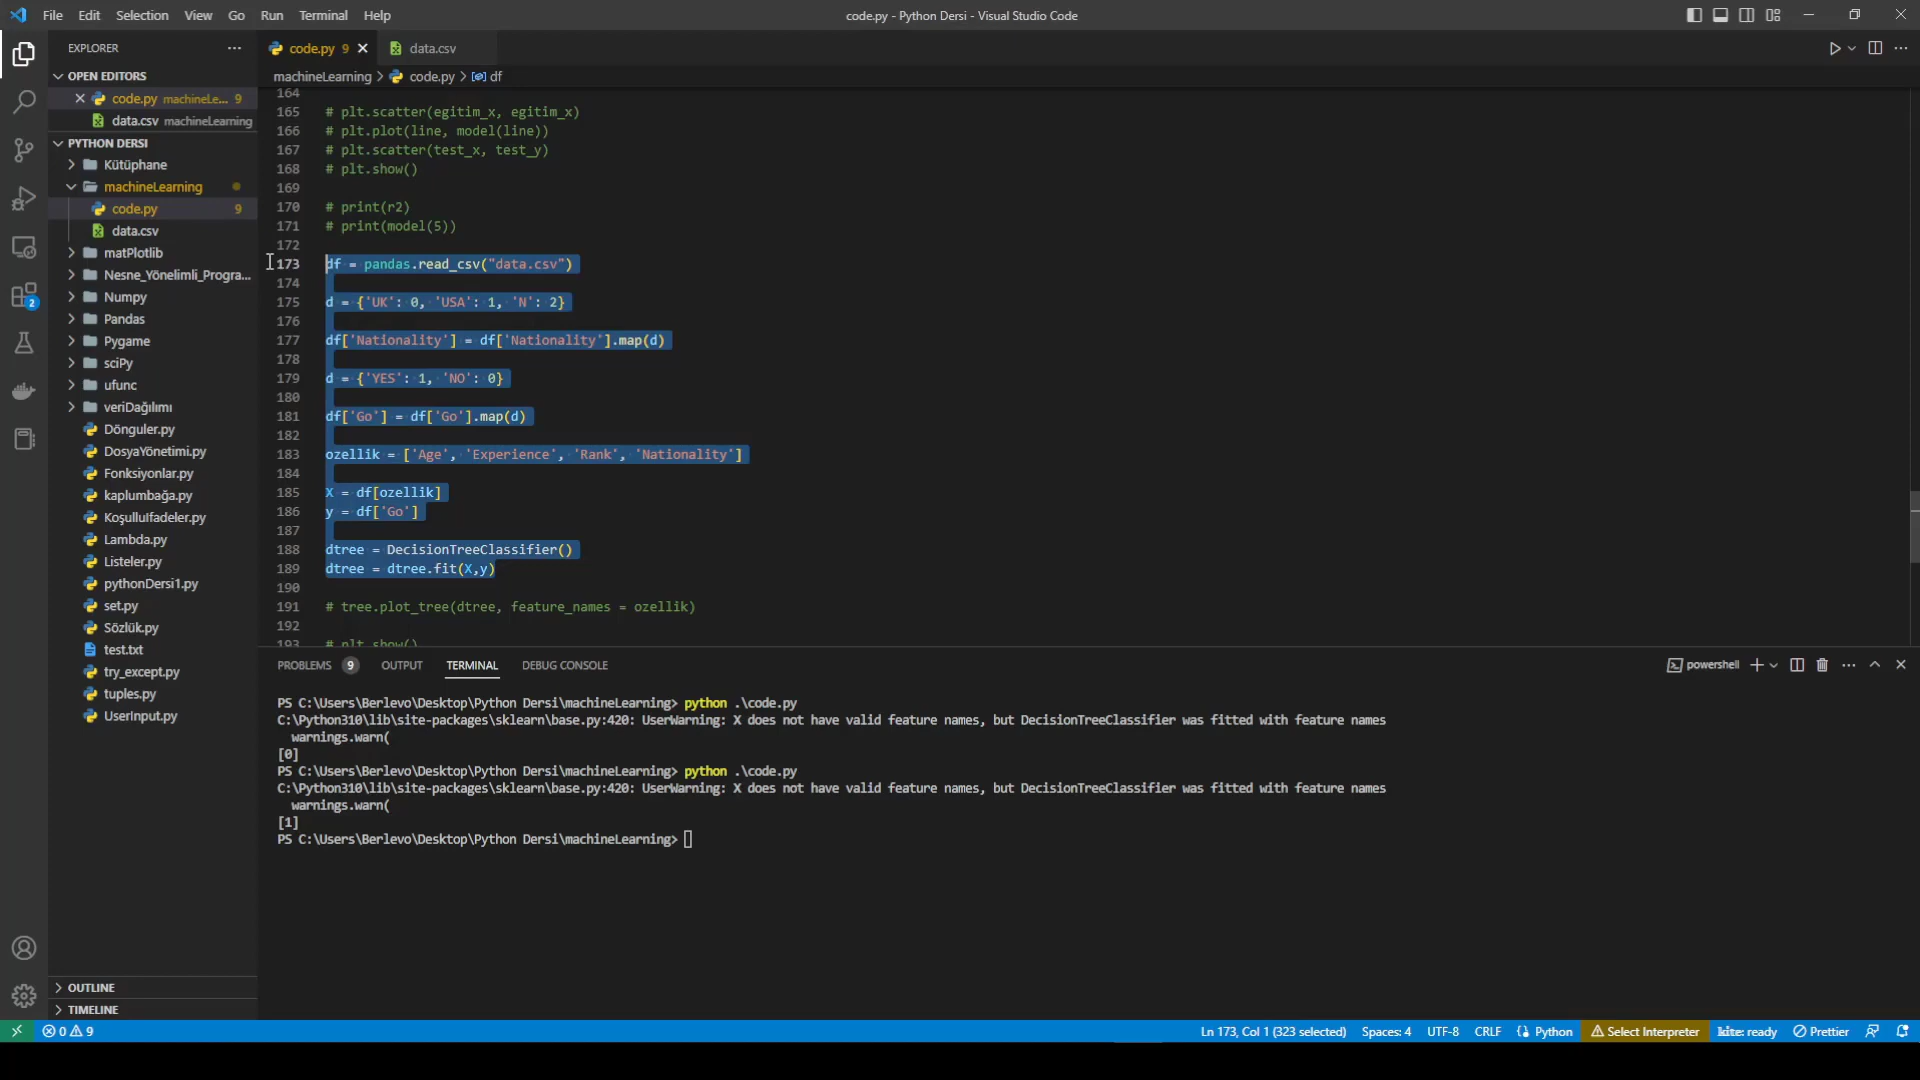 File Edit Selection View Go Run Terminal Help
code.py - Python Dersi - Visual Studio Code
EXPLORER
OPEN EDITORS
code.py machineLe... 9
data.csv machineLearning
PYTHON DERSI
Kütüphane
machineLearning
code.py 9
data.csv
matPlotlib
Nesne_Yönelimli_Progra...
Numpy
Pandas
Pygame
sciPy
ufunc
veriDağılımı
Dönguler.py
DosyaYönetimi.py
Fonksiyonlar.py
kaplumbağa.py
KoşulluIfadeler.py
Lambda.py
Listeler.py
pythonDersi1.py
set.py
Sözlük.py
test.txt
try_except.py
tuples.py
UserInput.py
OUTLINE
TIMELINE
2
code.py 9 data.csv
machineLearning > code.py > df
164
165 # plt.scatter(egitim_x, egitim_x)
166 # plt.plot(line, model(line))
167 # plt.scatter(test_x, test_y)
168 # plt.show()
169
170 # print(r2)
171 # print(model(5))
172
173 df = pandas.read_csv("data.csv")
174
175 d = {'UK': 0, 'USA': 1, 'N': 2}
176
177 df['Nationality'] = df['Nationality'].map(d)
178
179 d = {'YES': 1, 'NO': 0}
180
181 df['Go'] = df['Go'].map(d)
182
183 ozellik = ['Age', 'Experience', 'Rank', 'Nationality']
184
185 X = df[ozellik]
186 y = df['Go']
187
188 dtree = DecisionTreeClassifier()
189 dtree = dtree.fit(X,y)
190
191 # tree.plot_tree(dtree, feature_names = ozellik)
192
193 # plt.show()
PROBLEMS 9 OUTPUT TERMINAL DEBUG CONSOLE
powershell
PS C:\Users\Berlevo\Desktop\Python Dersi\machineLearning> python .\code.py
C:\Python310\lib\site-packages\sklearn\base.py:420: UserWarning: X does not have valid feature names, but DecisionTreeClassifier was fitted with feature names
warnings.warn(
[0]
PS C:\Users\Berlevo\Desktop\Python Dersi\machineLearning> python .\code.py
C:\Python310\lib\site-packages\sklearn\base.py:420: UserWarning: X does not have valid feature names, but DecisionTreeClassifier was fitted with feature names
warnings.warn(
[1]
PS C:\Users\Berlevo\Desktop\Python Dersi\machineLearning>
0 9 Ln 173, Col 1 (323 selected) Spaces: 4 UTF-8 CRLF Python Select Interpreter kite: ready Prettier